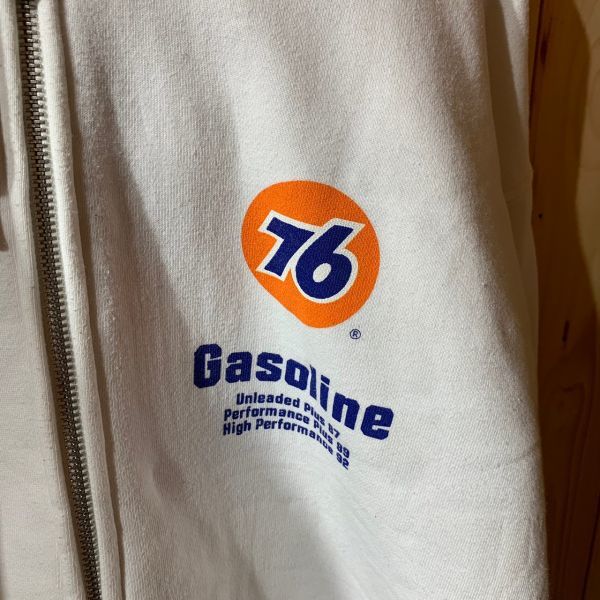 76
®
Gasoline
Unleaded Plus 87
Performance Plus 89
High Performance 92